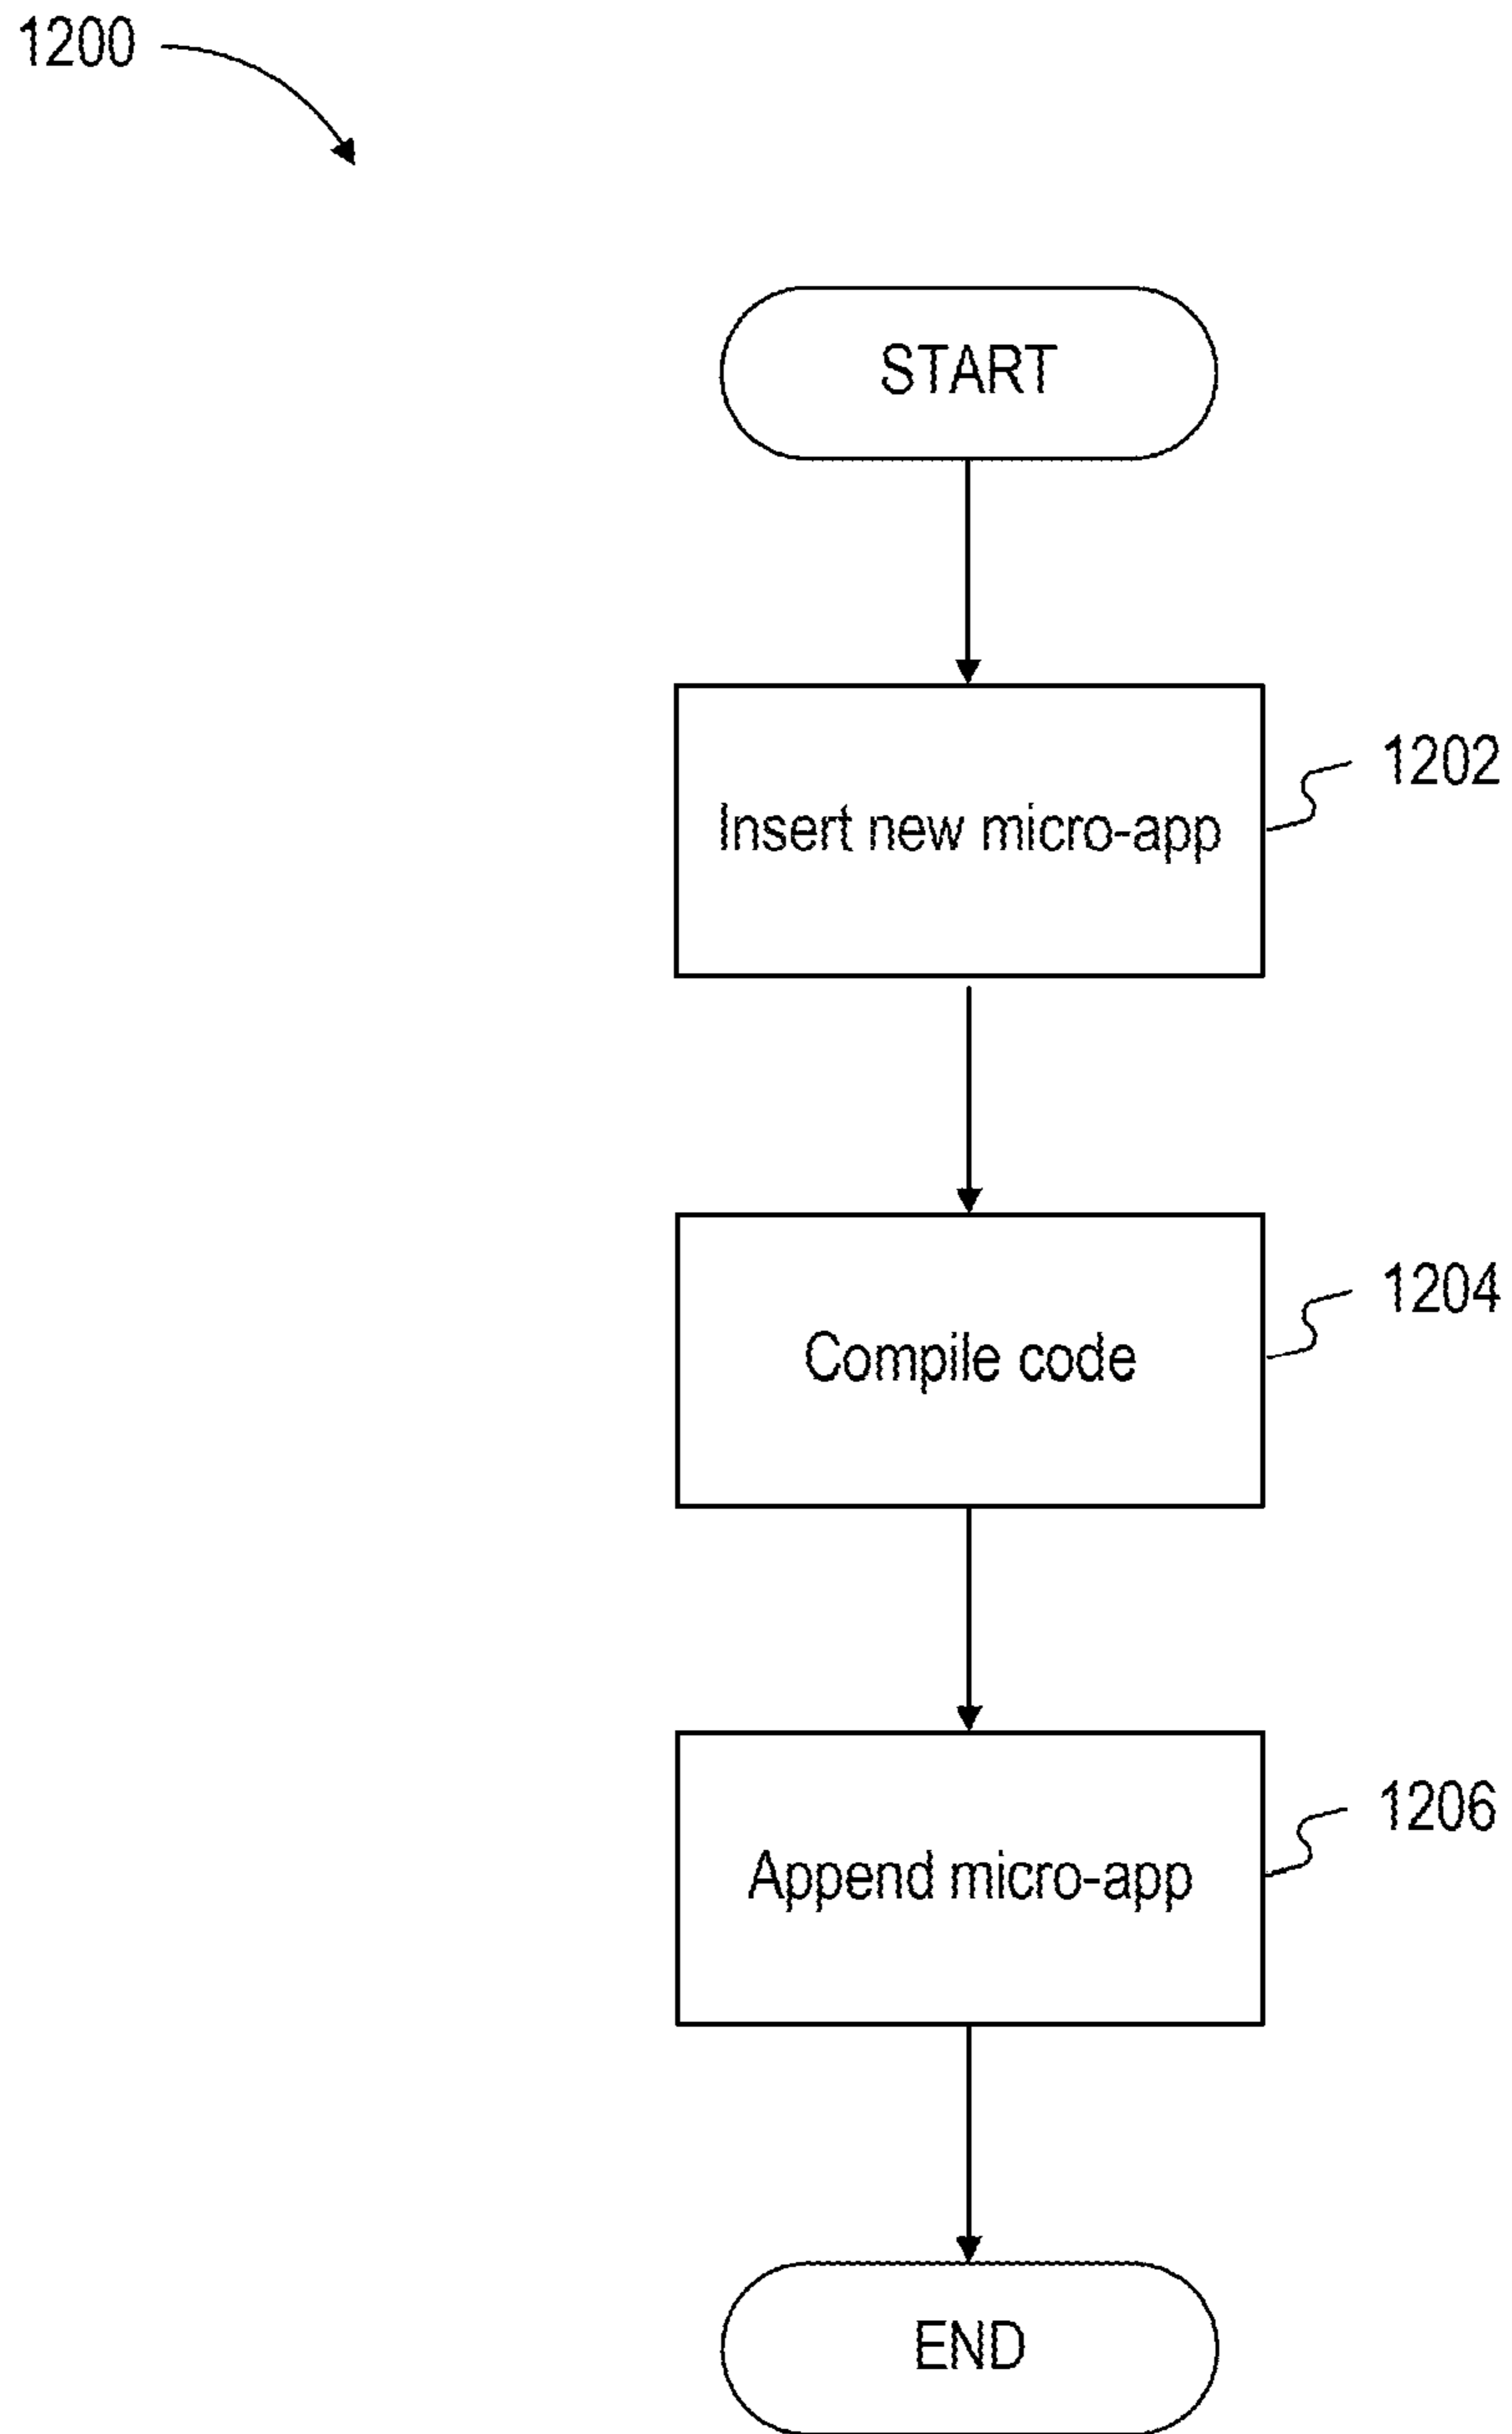 1200
START
1202
Insert new micro-app
1204
Compile code
1206
Append micro-app
END